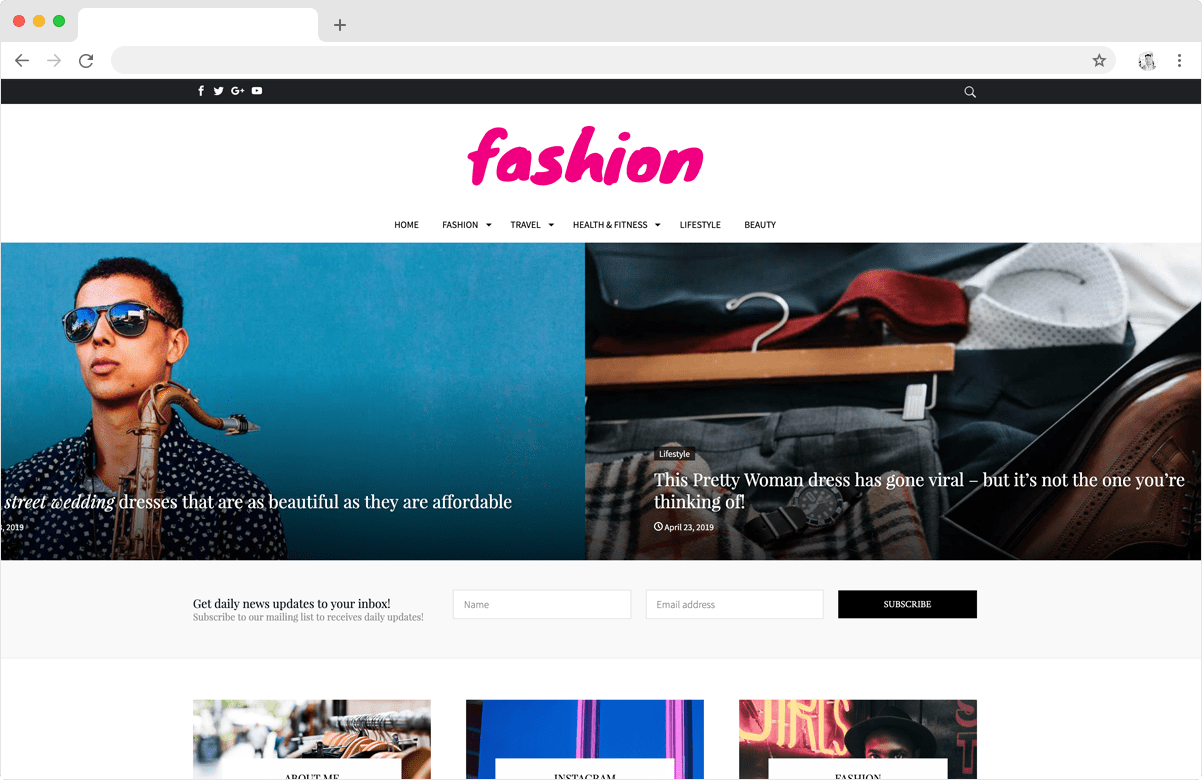 G+
fashion
HOME FASHION TRAVEL HEALTH & FITNESS LIFESTYLE BEAUTY
street wedding dresses that are as beautiful as they are affordable
, 2019
Lifestyle
This Pretty Woman dress has gone viral – but it's not the one you're
thinking of!
April 23, 2019
Get daily news updates to your inbox!
Subscribe to our mailing list to receives daily updates!
Name
Email address
SUBSCRIBE
GIRLS
ABOUT ME
INSTAGRAM
FASHION